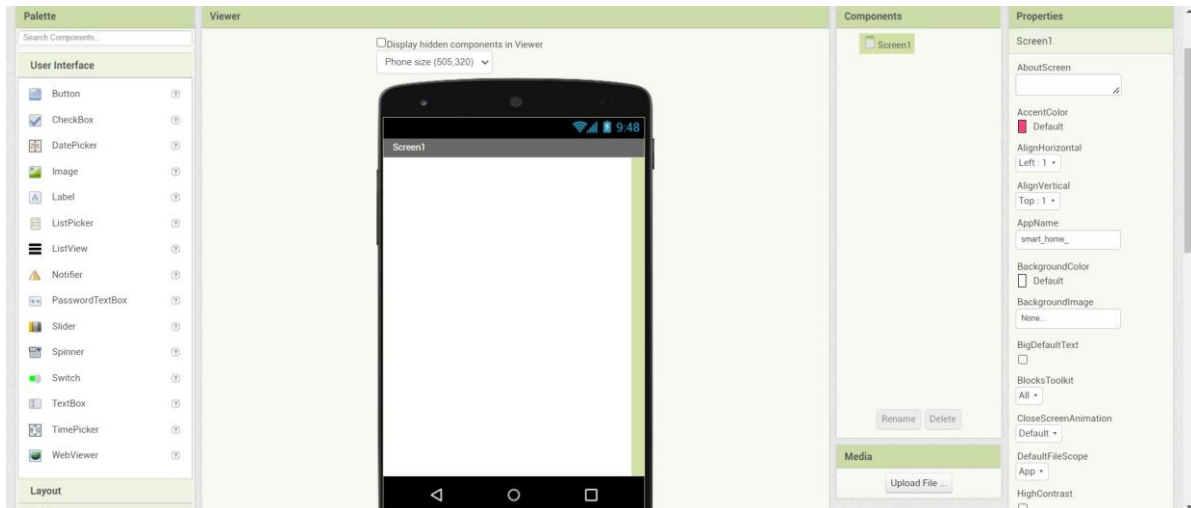 Palette
Search Components...
User Interface
Button
CheckBox
DatePicker
Image
Label
ListPicker
ListView
Notifier
PasswordTextBox
Slider
Spinner
Switch
TextBox
TimePicker
WebViewer
Layout
Viewer
Display hidden components in Viewer
Phone size (505,320)
9:48
Screen1
Components
Screen1
Rename Delete
Media
Upload File ...
Properties
Screen1
AboutScreen
AccentColor
Default
AlignHorizontal
Left : 1
AlignVertical
Top : 1
AppName
smart_home_
BackgroundColor
Default
BackgroundImage
None...
BigDefaultText
BlocksToolkit
All
CloseScreenAnimation
Default
DefaultFileScope
App
HighContrast